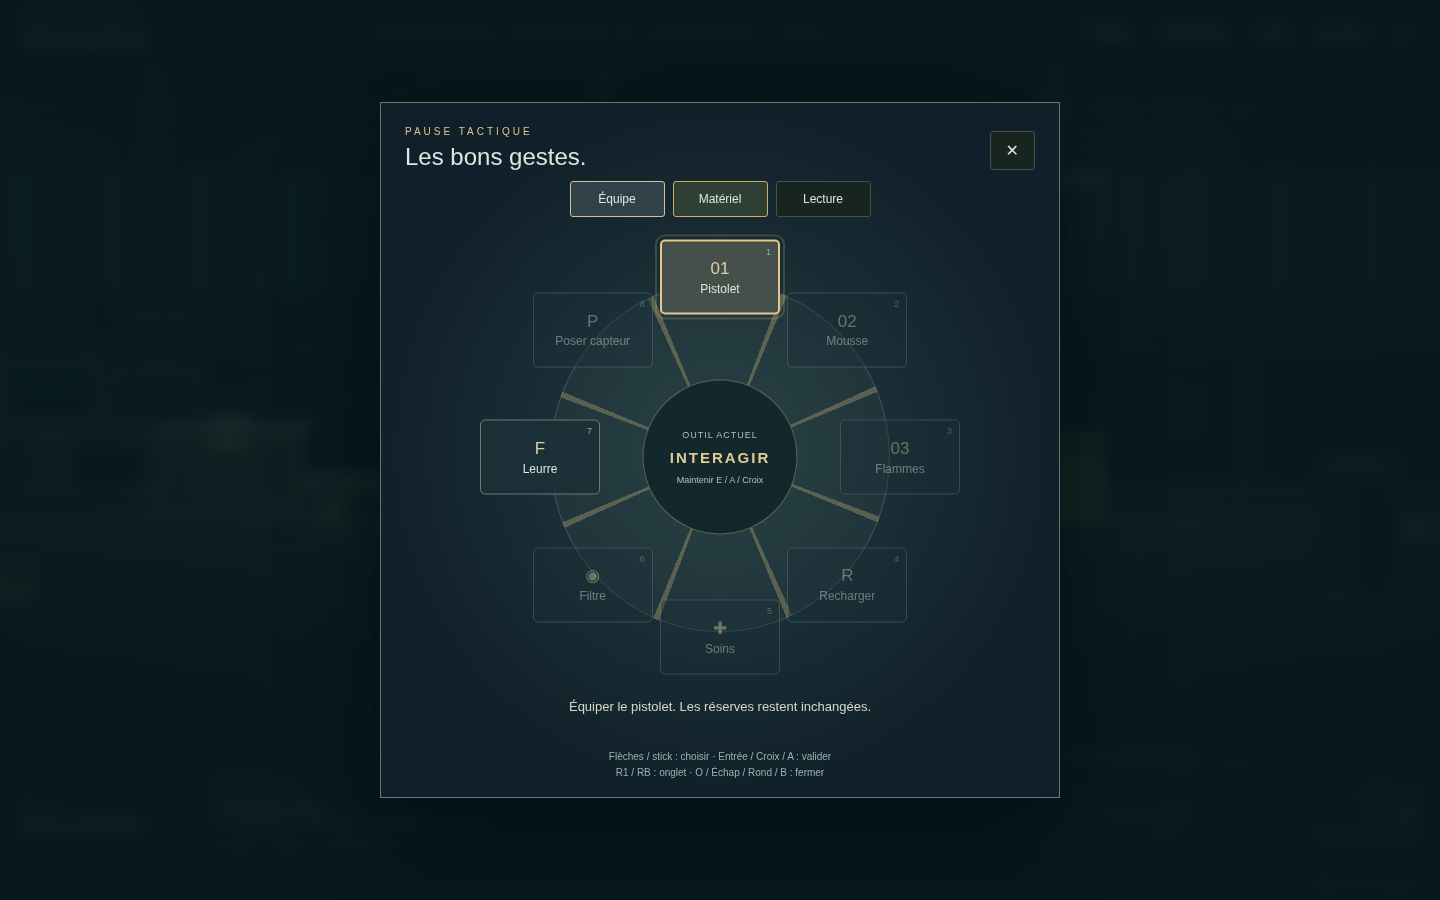 PAUSE TACTIQUE
Les bons gestes.
✕
Équipe
Matériel
Lecture
1
01
Pistolet
8
P
Poser capteur
2
02
Mousse
7
F
Leurre
OUTIL ACTUEL
INTERAGIR
Maintenir E / A / Croix
3
03
Flammes
6
◉
Filtre
4
R
Recharger
5
✚
Soins
Équiper le pistolet. Les réserves restent inchangées.
Flèches / stick : choisir · Entrée / Croix / A : valider
R1 / RB : onglet · O / Échap / Rond / B : fermer